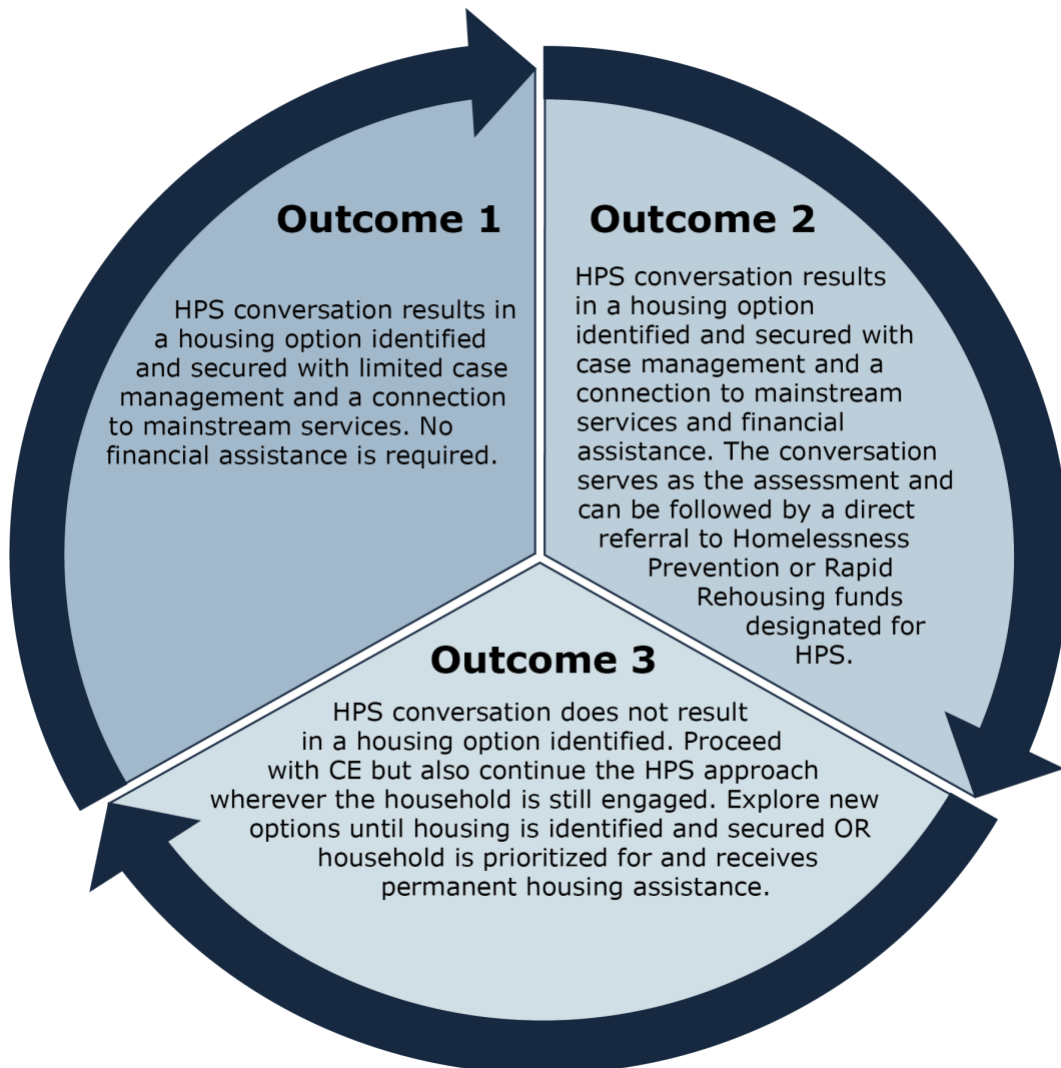 Outcome 1
HPS conversation results in
a housing option identified
and secured with limited case
management and a connection
to mainstream services. No
financial assistance is required.
Outcome 2
HPS conversation results
in a housing option
identified and secured with
case management and a
connection to mainstream
services and financial
assistance. The conversation
serves as the assessment and
can be followed by a direct
referral to Homelessness
Prevention or Rapid
Rehousing funds
designated for
HPS.
Outcome 3
HPS conversation does not result
in a housing option identified. Proceed
with CE but also continue the HPS approach
wherever the household is still engaged. Explore new
options until housing is identified and secured OR
household is prioritized for and receives
permanent housing assistance.